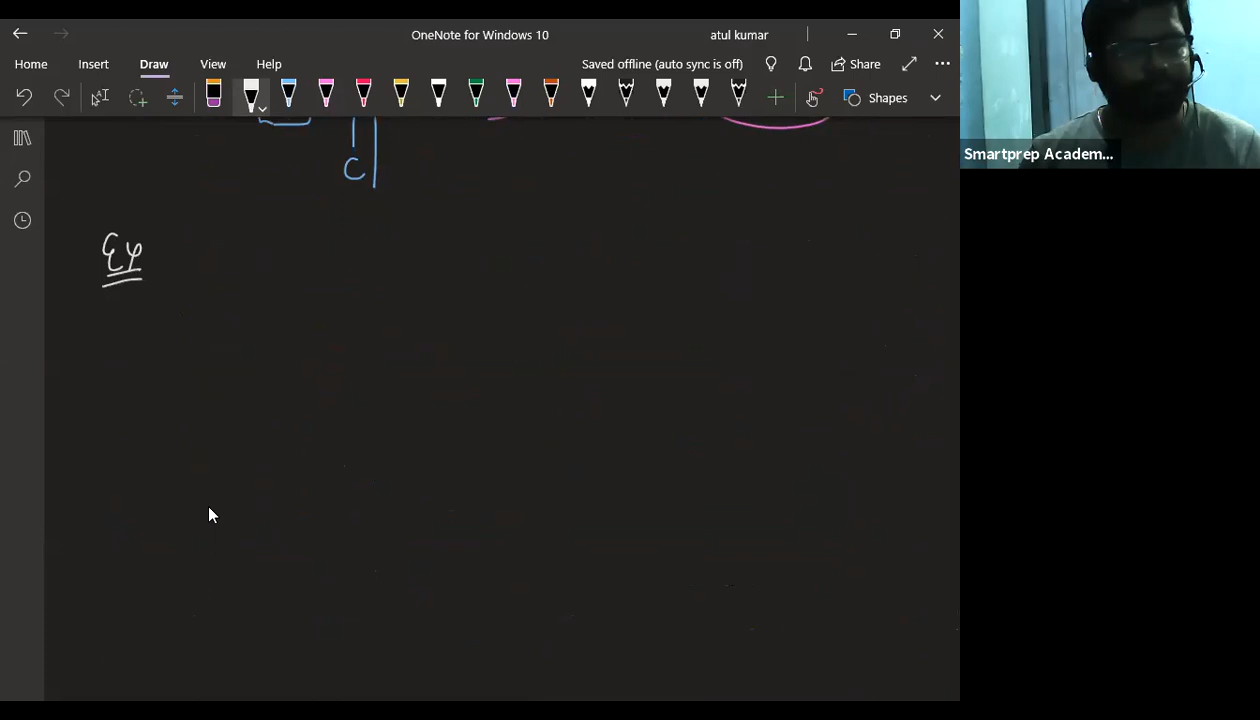 OneNote for Windows 10
atul kumar
Home Insert Draw View Help
Saved offline (auto sync is off)
Share
Shapes
Smartprep Academ...
C
Ex